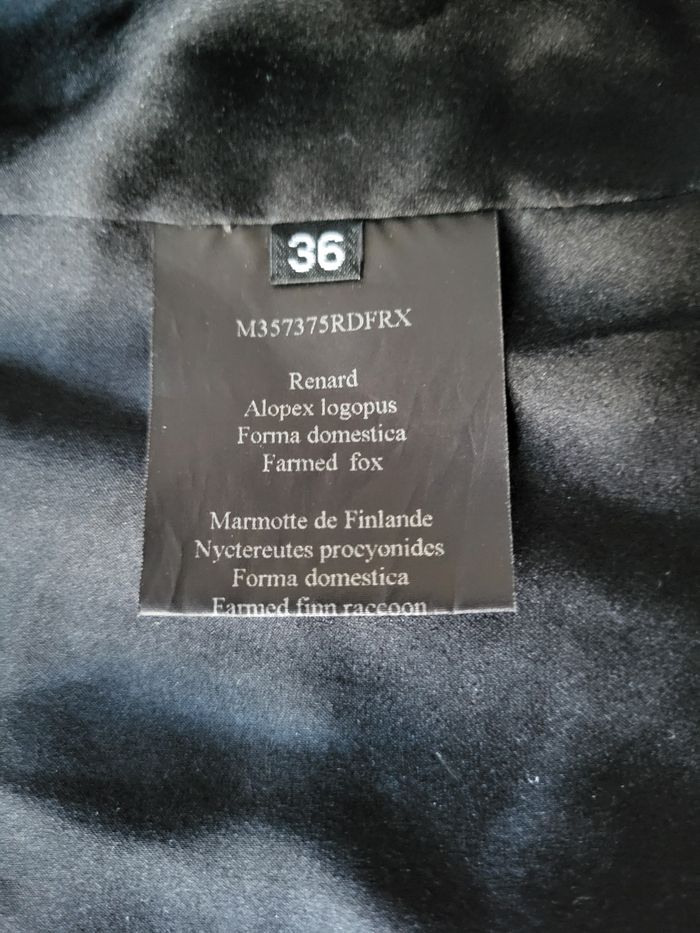 36
M357375RDFRX
Renard
Alopex logopus
Forma domestica
Farmed fox
Marmotte de Finlande
Nyctereutes procyonides
Forma domestica
Farmed finn raccoon